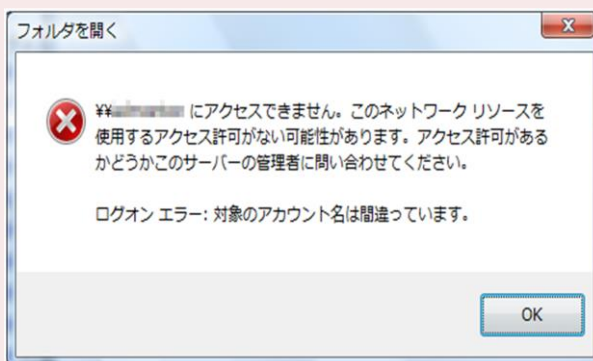 フォルダを開く
¥¥ にアクセスできません。このネットワーク リソースを
使用するアクセス許可がない可能性があります。アクセス許可がある
かどうかこのサーバーの管理者に問い合わせてください。
ログオン エラー: 対象のアカウント名は間違っています。
OK